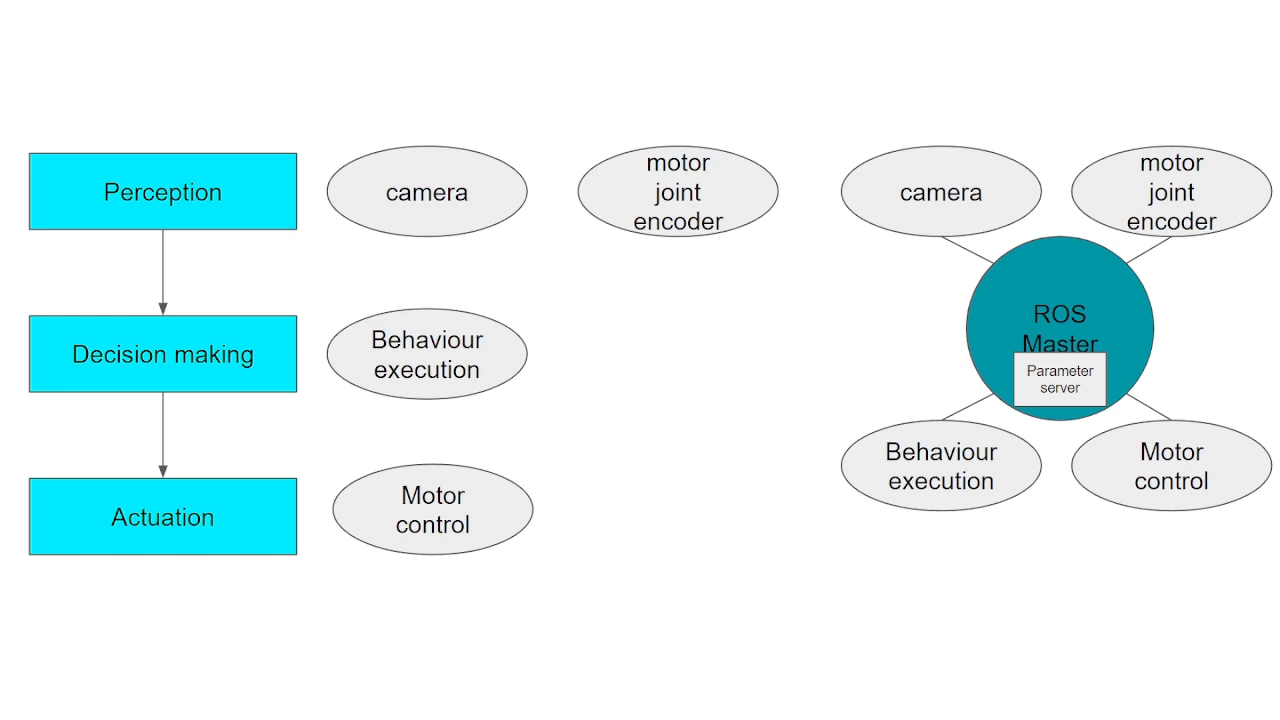 Perception
camera
motor
joint
encoder
camera
motor
joint
encoder
Decision making
Behaviour
execution
ROS
Master
Parameter
server
Actuation
Motor
control
Behaviour
execution
Motor
control